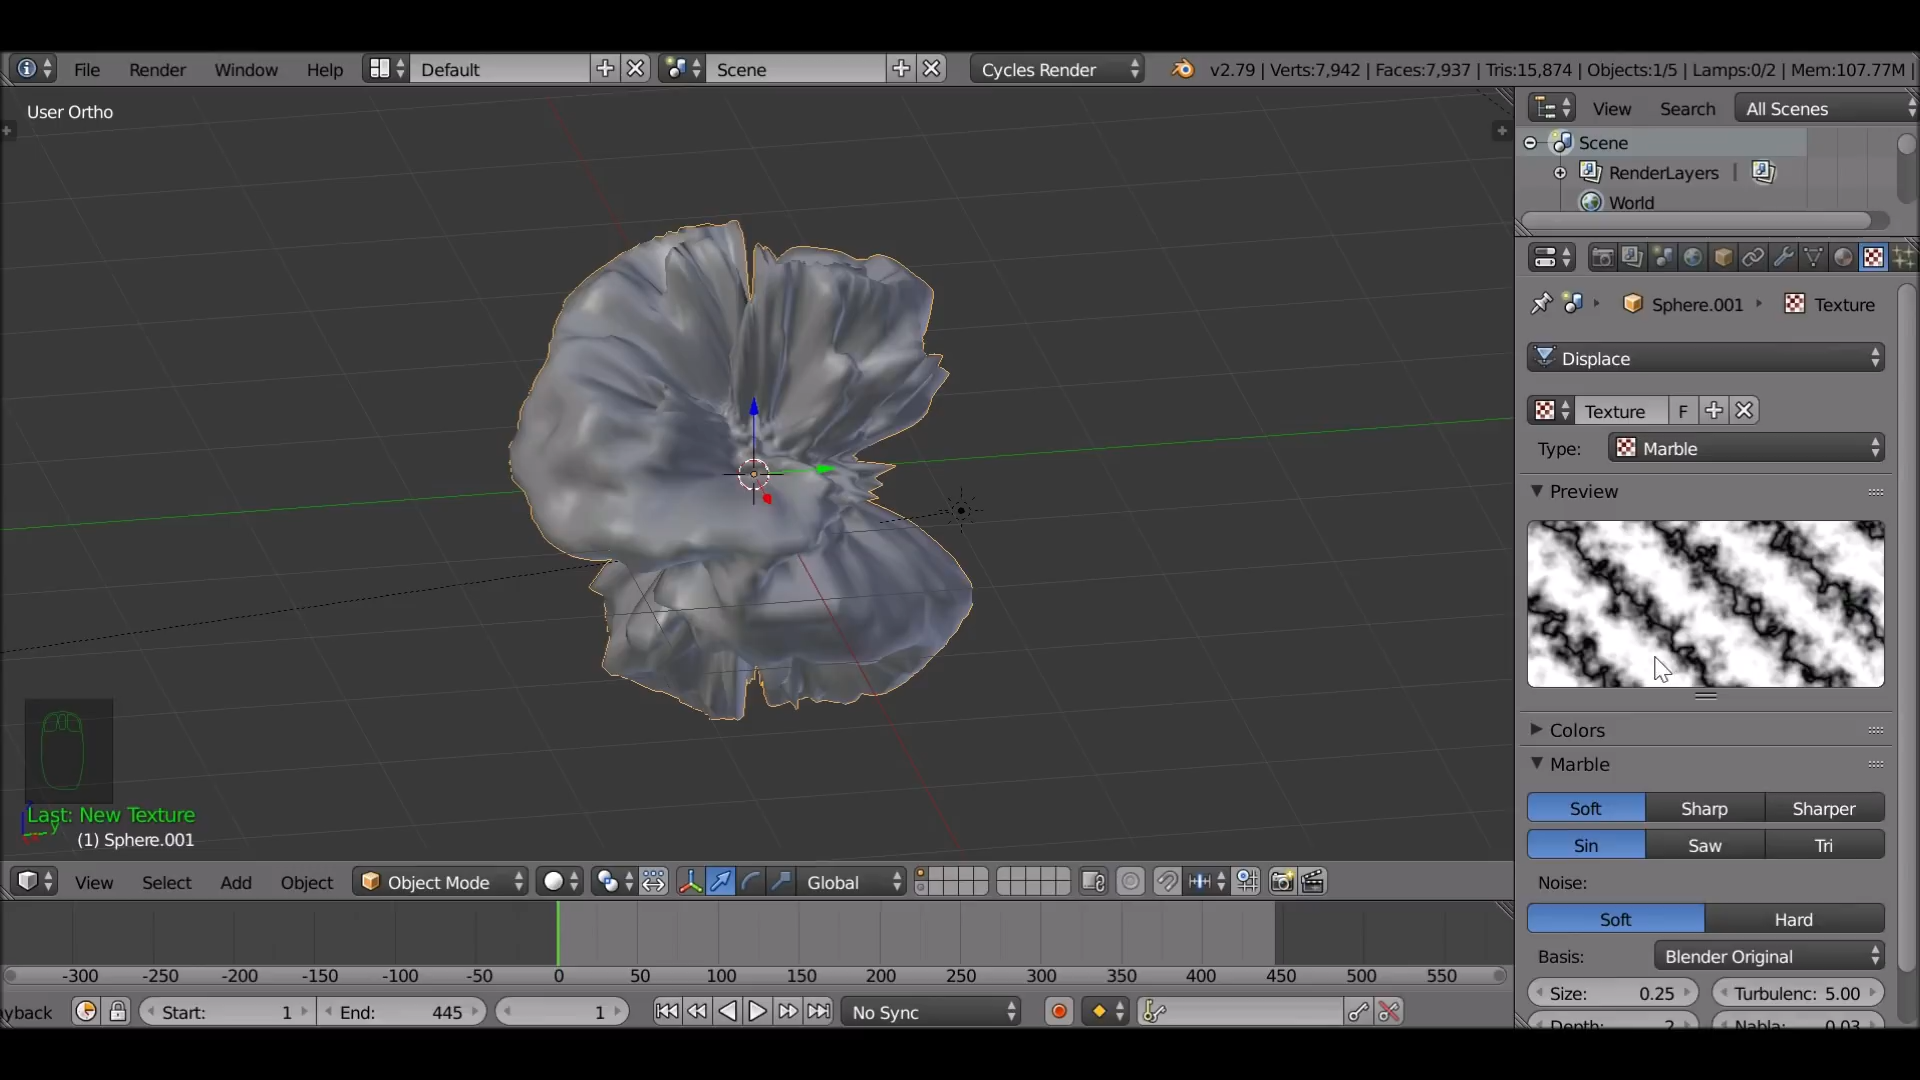 File Render Window Help Default Scene Cycles Render v2.79 | Verts:7,942 | Faces:7,937 | Tris:15,874 | Objects:1/5 | Lamps:0/2 | Mem:107.77M |
User Ortho
View Search All Scenes
Scene
RenderLayers |
World
Sphere.001 Texture
Displace
Texture F
Type: Marble
Preview
Colors
Marble
Soft Sharp Sharper
Sin Saw Tri
Noise:
Soft Hard
Basis: Blender Original
Size: 0.25 Turbulenc: 5.00
Depth: 2 Nabla: 0.03
Last: New Texture
y
(1) Sphere.001
View Select Add Object Object Mode Global
-300 -250 -200 -150 -100 -50 0 50 100 150 200 250 300 350 400 450 500 550
yback Start: 1 End: 445 1 No Sync